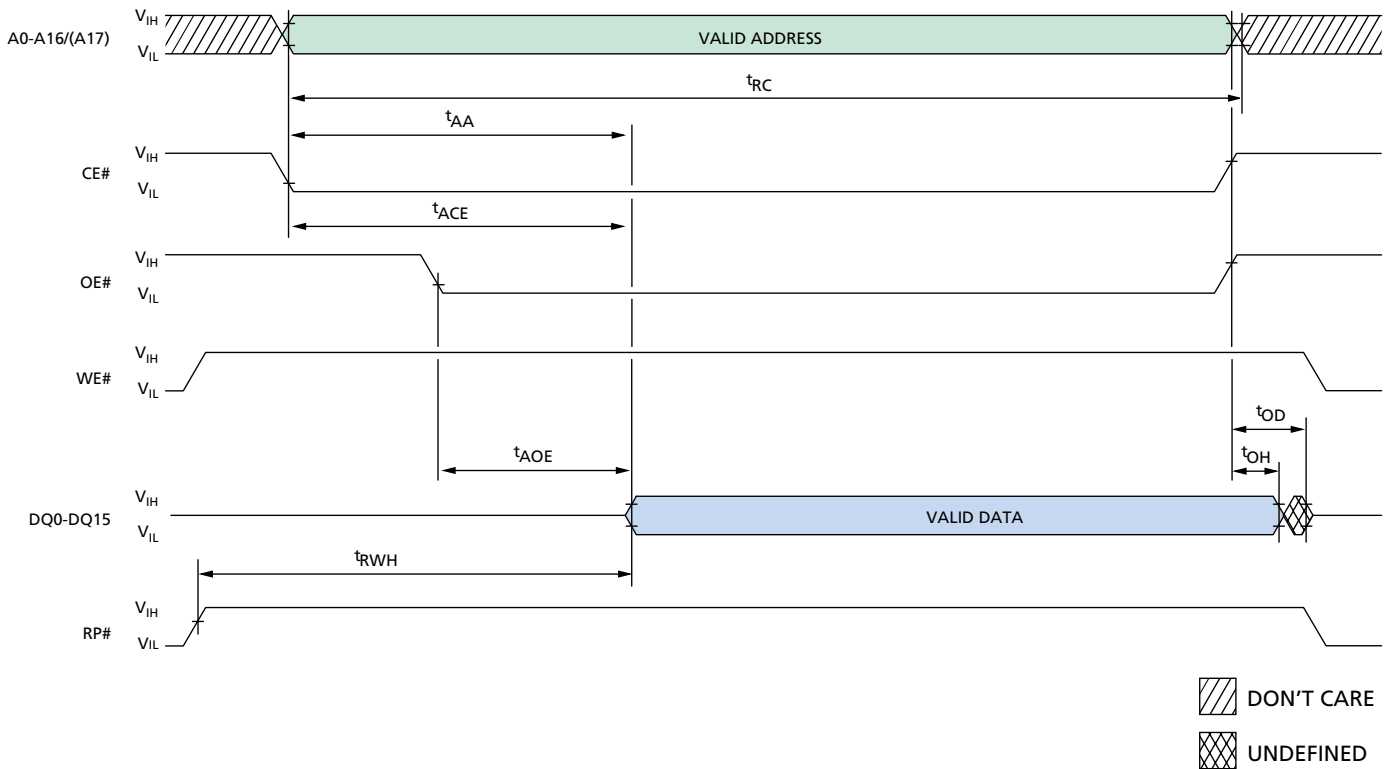 VIH
A0-A16/(A17)
VALID ADDRESS
VIL
tRC
tAA
VIH
CE#
VIL
tACE
VIH
OE#
VIL
VIH
WE#
VIL
tOD
tAOE
tOH
VIH
DQ0-DQ15
VALID DATA
VIL
tRWH
VIH
RP#
VIL
DON'T CARE
UNDEFINED